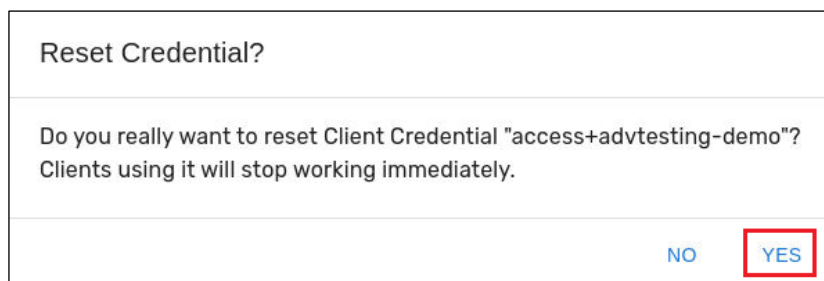 Reset Credential?
Do you really want to reset Client Credential "access+advtesting-demo"?
Clients using it will stop working immediately.
NO YES